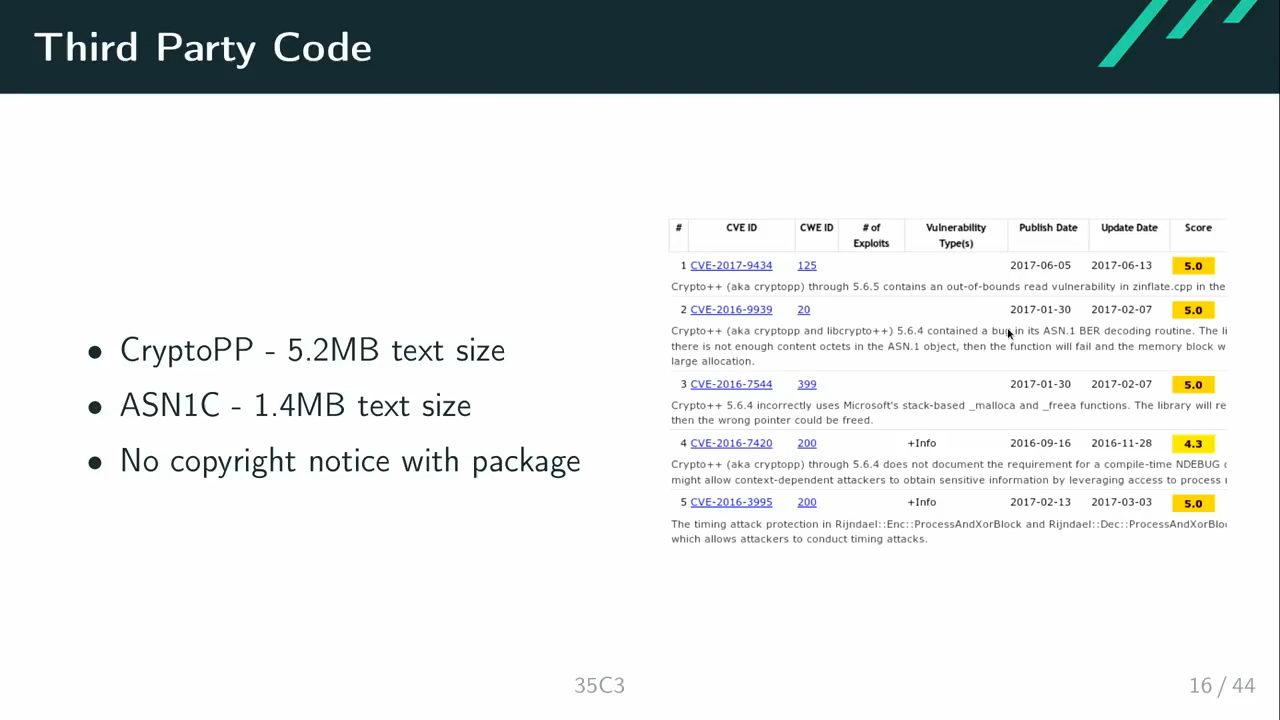 Third Party Code
• CryptoPP - 5.2MB text size
• ASN1C - 1.4MB text size
• No copyright notice with package
# CVE ID CWE ID # of Exploits Vulnerability Type(s) Publish Date Update Date Score
1 CVE-2017-9434 125 2017-06-05 2017-06-13 5.0
Crypto++ (aka cryptopp) through 5.6.5 contains an out-of-bounds read vulnerability in zinflate.cpp in the
2 CVE-2016-9939 20 2017-01-30 2017-02-07 5.0
Crypto++ (aka cryptopp and libcrypto++) 5.6.4 contained a bug in its ASN.1 BER decoding routine. The li
there is not enough content octets in the ASN.1 object, then the function will fail and the memory block w
large allocation.
3 CVE-2016-7544 399 2017-01-30 2017-02-07 5.0
Crypto++ 5.6.4 incorrectly uses Microsoft's stack-based _malloca and _freea functions. The library will re
then the wrong pointer could be freed.
4 CVE-2016-7420 200 +Info 2016-09-16 2016-11-28 4.3
Crypto++ (aka cryptopp) through 5.6.4 does not document the requirement for a compile-time NDEBUG
might allow context-dependent attackers to obtain sensitive information by leveraging access to process
5 CVE-2016-3995 200 +Info 2017-02-13 2017-03-03 5.0
The timing attack protection in Rijndael::Enc::ProcessAndXorBlock and Rijndael::Dec::ProcessAndXorBlo
which allows attackers to conduct timing attacks.
35C3
16 / 44